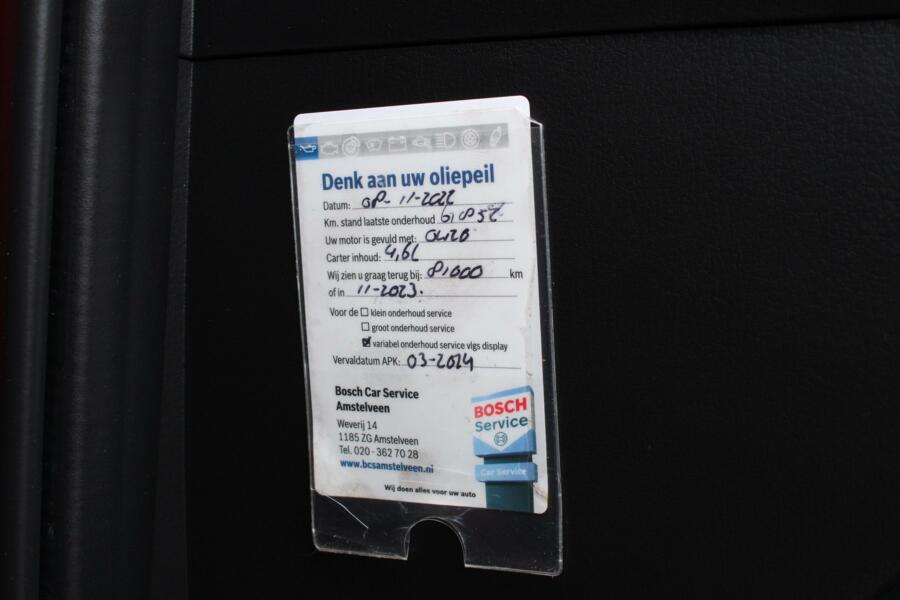 Denk aan uw oliepeil
Datum: 08-11-2022
Km. stand laatste onderhoud 61852
Uw motor is gevuld met: 0W20
Carter inhoud: 4,6L
Wij zien u graag terug bij: 81000 km
of in 11-2023.
Voor de klein onderhoud service
groot onderhoud service
variabel onderhoud service vlgs display
Vervaldatum APK: 03-2024
Bosch Car Service
Amstelveen
Weverij 14
1185 ZG Amstelveen
Tel. 020 - 362 70 28
www.bcsamstelveen.nl
Wij doen alles voor uw auto
BOSCH
Service
Car Service